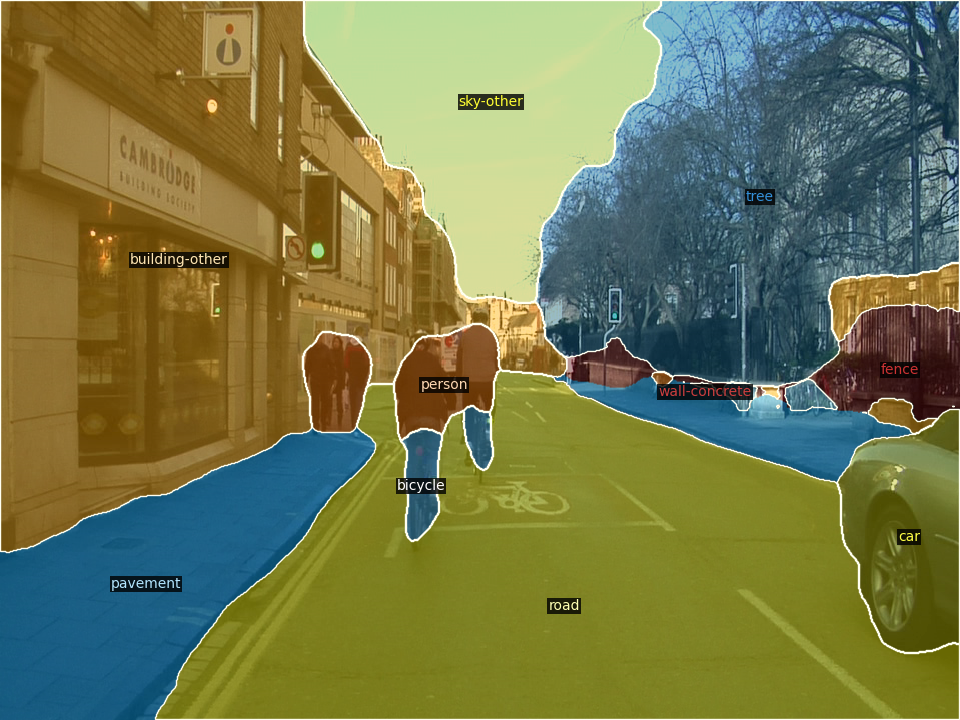 i
sky-other
CAMBRIDGE
BUILDING SOCIETY
tree
building-other
fence
person
wall-concrete
bicycle
car
pavement
road